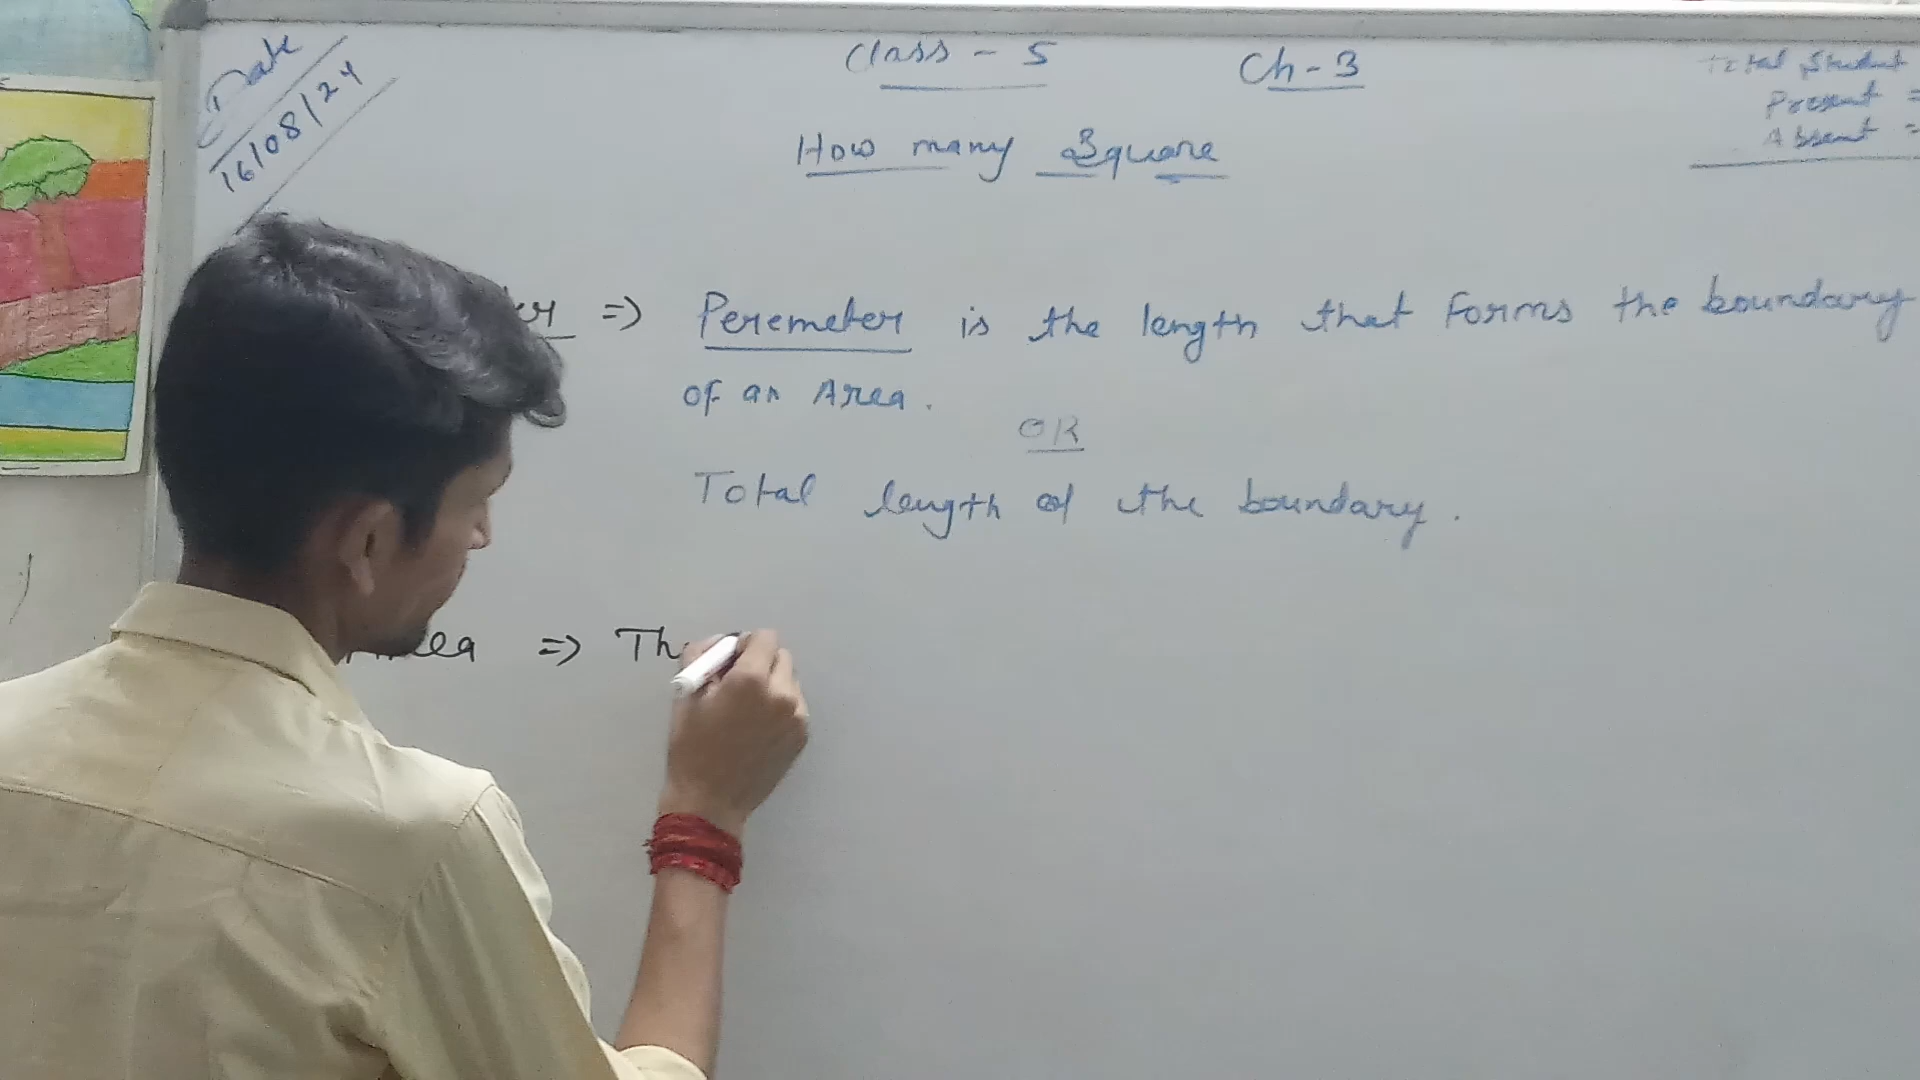 Date
16/08/24
Class - 5
Ch - 3
How many Square
Total Student
Present =
Absent =
=> Peremeter is the length that forms the boundary
of an Area.
OR
Total length of the boundary.
Area => Th